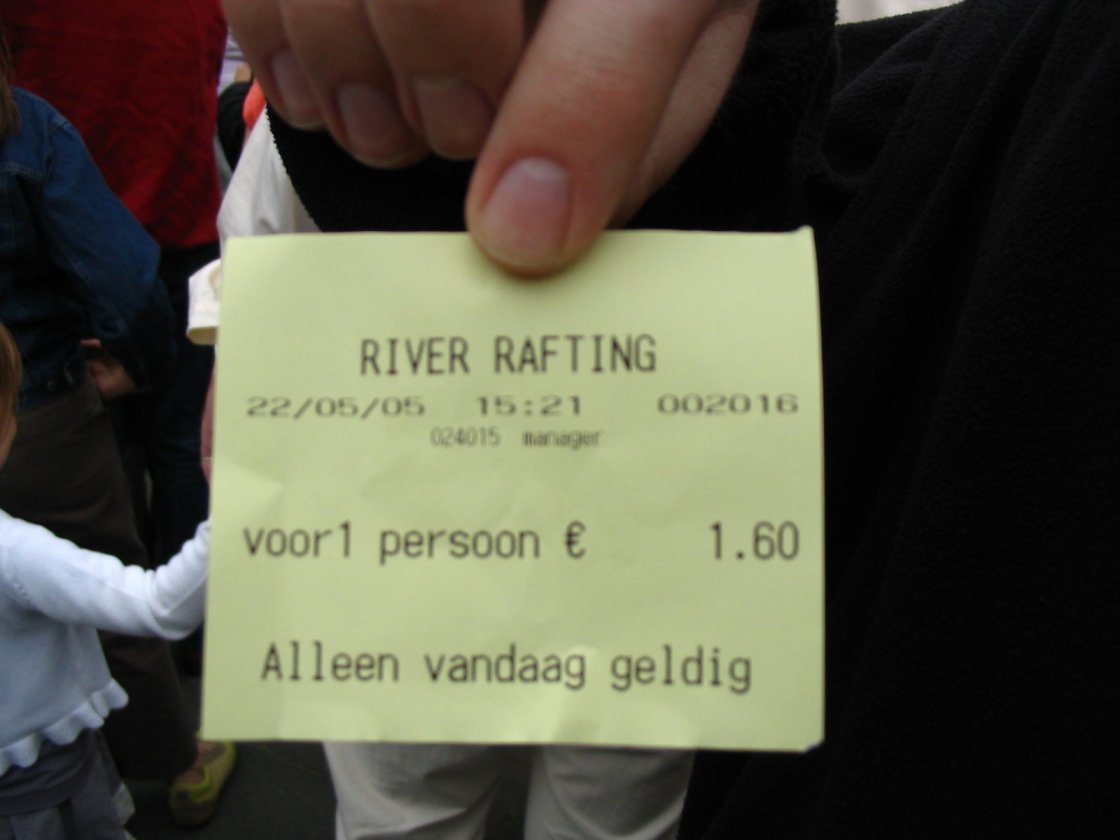 RIVER RAFTING
22/05/05 15:21 002016
024015 manager
voor1 persoon € 1.60
Alleen vandaag geldig